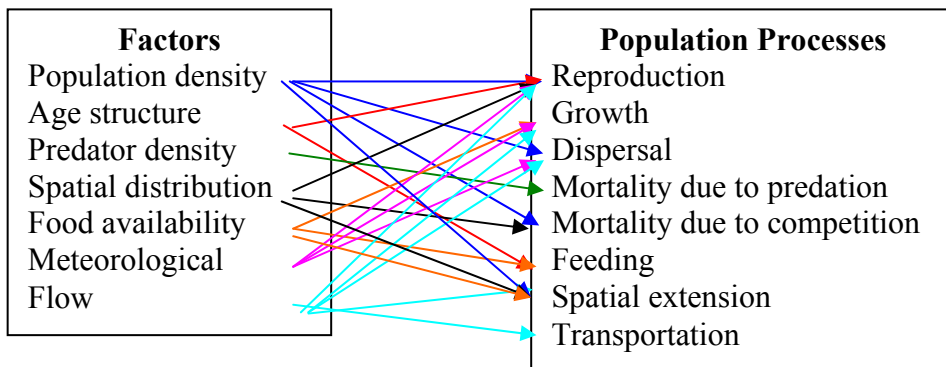 Factors
Population density
Age structure
Predator density
Spatial distribution
Food availability
Meteorological
Flow
Population Processes
Reproduction
Growth
Dispersal
Mortality due to predation
Mortality due to competition
Feeding
Spatial extension
Transportation